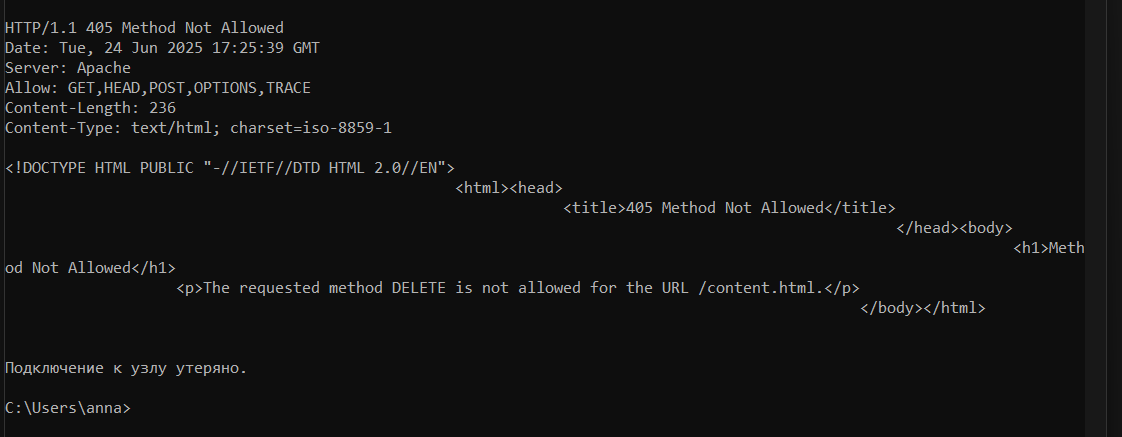 HTTP/1.1 405 Method Not Allowed
Date: Tue, 24 Jun 2025 17:25:39 GMT
Server: Apache
Allow: GET,HEAD,POST,OPTIONS,TRACE
Content-Length: 236
Content-Type: text/html; charset=iso-8859-1
<!DOCTYPE HTML PUBLIC "-//IETF//DTD HTML 2.0//EN">
<html><head>
<title>405 Method Not Allowed</title>
</head><body>
<h1>Meth
od Not Allowed</h1>
<p>The requested method DELETE is not allowed for the URL /content.html.</p>
</body></html>
Подключение к узлу утеряно.
C:\Users\anna>